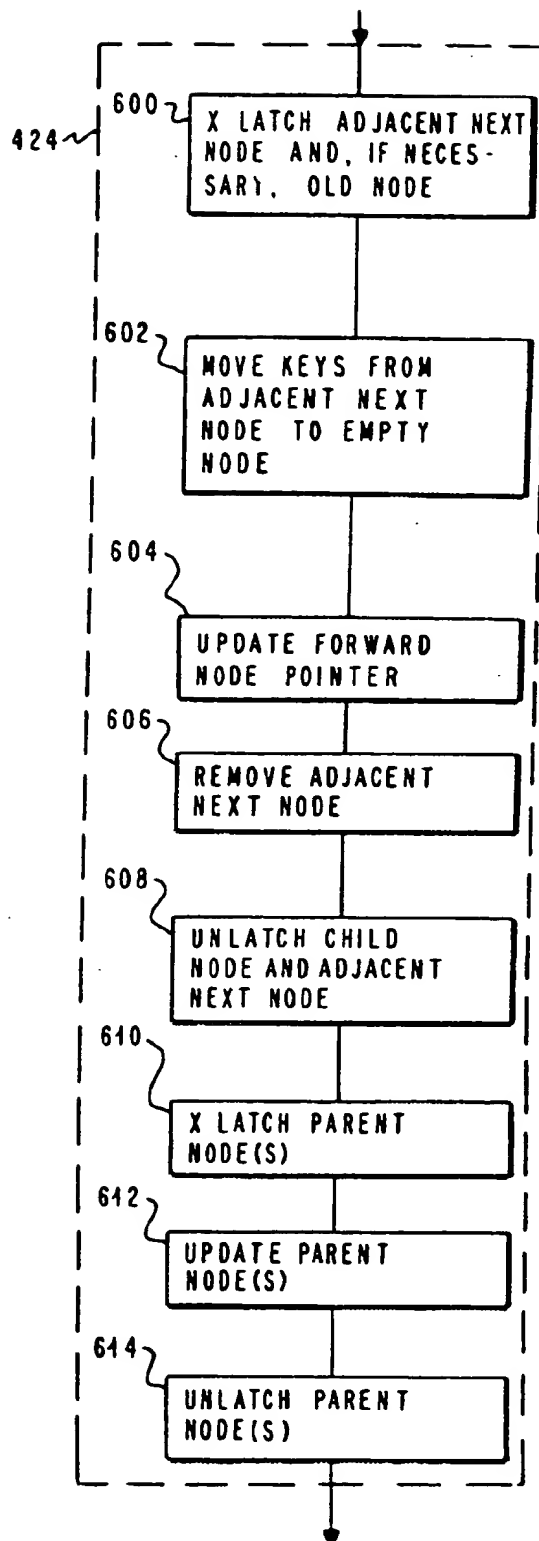 424
600
X LATCH ADJACENT NEXT
NODE AND, IF NECES-
SARY, OLD NODE
602
MOVE KEYS FROM
ADJACENT NEXT
NODE TO EMPTY
NODE
604
UPDATE FORWARD
NODE POINTER
606
REMOVE ADJACENT
NEXT NODE
608
UNLATCH CHILD
NODE AND ADJACENT
NEXT NODE
610
X LATCH PARENT
NODE(S)
612
UPDATE PARENT
NODE(S)
614
UNLATCH PARENT
NODE(S)